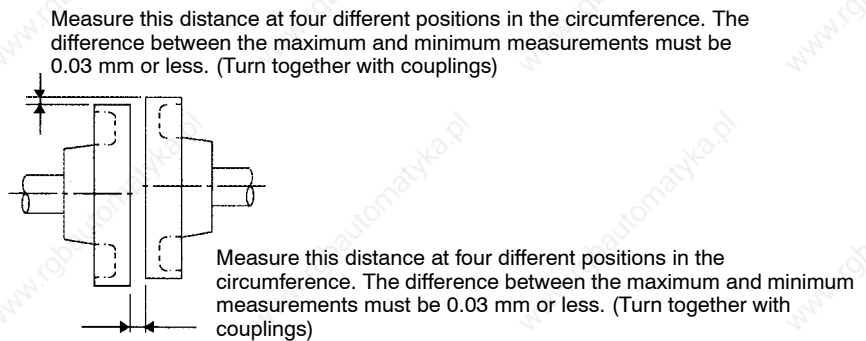 Measure this distance at four different positions in the circumference. The
difference between the maximum and minimum measurements must be
0.03 mm or less. (Turn together with couplings)
Measure this distance at four different positions in the
circumference. The difference between the maximum and minimum
measurements must be 0.03 mm or less. (Turn together with
couplings)
www.rgbautomatyka.pl